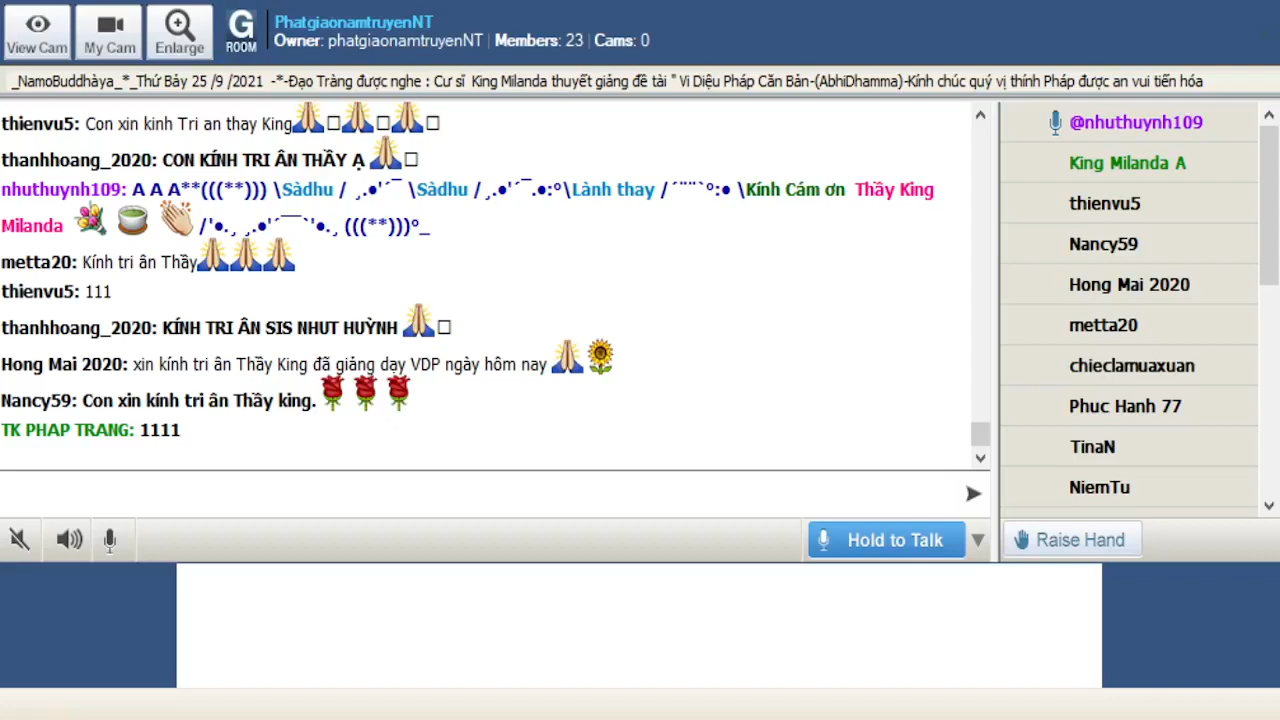 View Cam
My Cam
Enlarge
G
ROOM
PhatgiaonamtruyenNT
Owner: phatgiaonamtruyenNT | Members: 23 | Cams: 0
_NamoBuddhàya_*_Thứ Bảy 25 /9 /2021 -*-Đạo Tràng được nghe : Cư sĩ King Milanda thuyết giảng đề tài " Vi Diệu Pháp Căn Bản-(AbhiDhamma)-Kính chúc quý vị thính Pháp được an vui tiến hóa
thienvu5: Con xin kinh Tri an thay King🙏□🙏□🙏□
thanhhoang_2020: CON KÍNH TRI ÂN THẦY Ạ 🙏□
nhuthuynh109: A A A**(((**))) \Sàdhu / ¸.•'´¯ \Sàdhu /¸.•'´¯.•:°\Lành thay /´¨¨`°:• \Kính Cám ơn Thầy King
Milanda 💐 🍵 👏 /'•.¸ ¸.•'´¯¯`'•.¸ (((**)))°_
metta20: Kính tri ân Thầy🙏🙏🙏
thienvu5: 111
thanhhoang_2020: KÍNH TRI ÂN SIS NHUT HUỲNH 🙏□
Hong Mai 2020: xin kính tri ân Thầy King đã giảng dạy VDP ngày hôm nay 🙏🌻
Nancy59: Con xin kính tri ân Thầy king. 🌹🌹🌹
TK PHAP TRANG: 1111
@nhuthuynh109
King Milanda A
thienvu5
Nancy59
Hong Mai 2020
metta20
chieclamuaxuan
Phuc Hanh 77
TinaN
NiemTu
Hold to Talk
Raise Hand